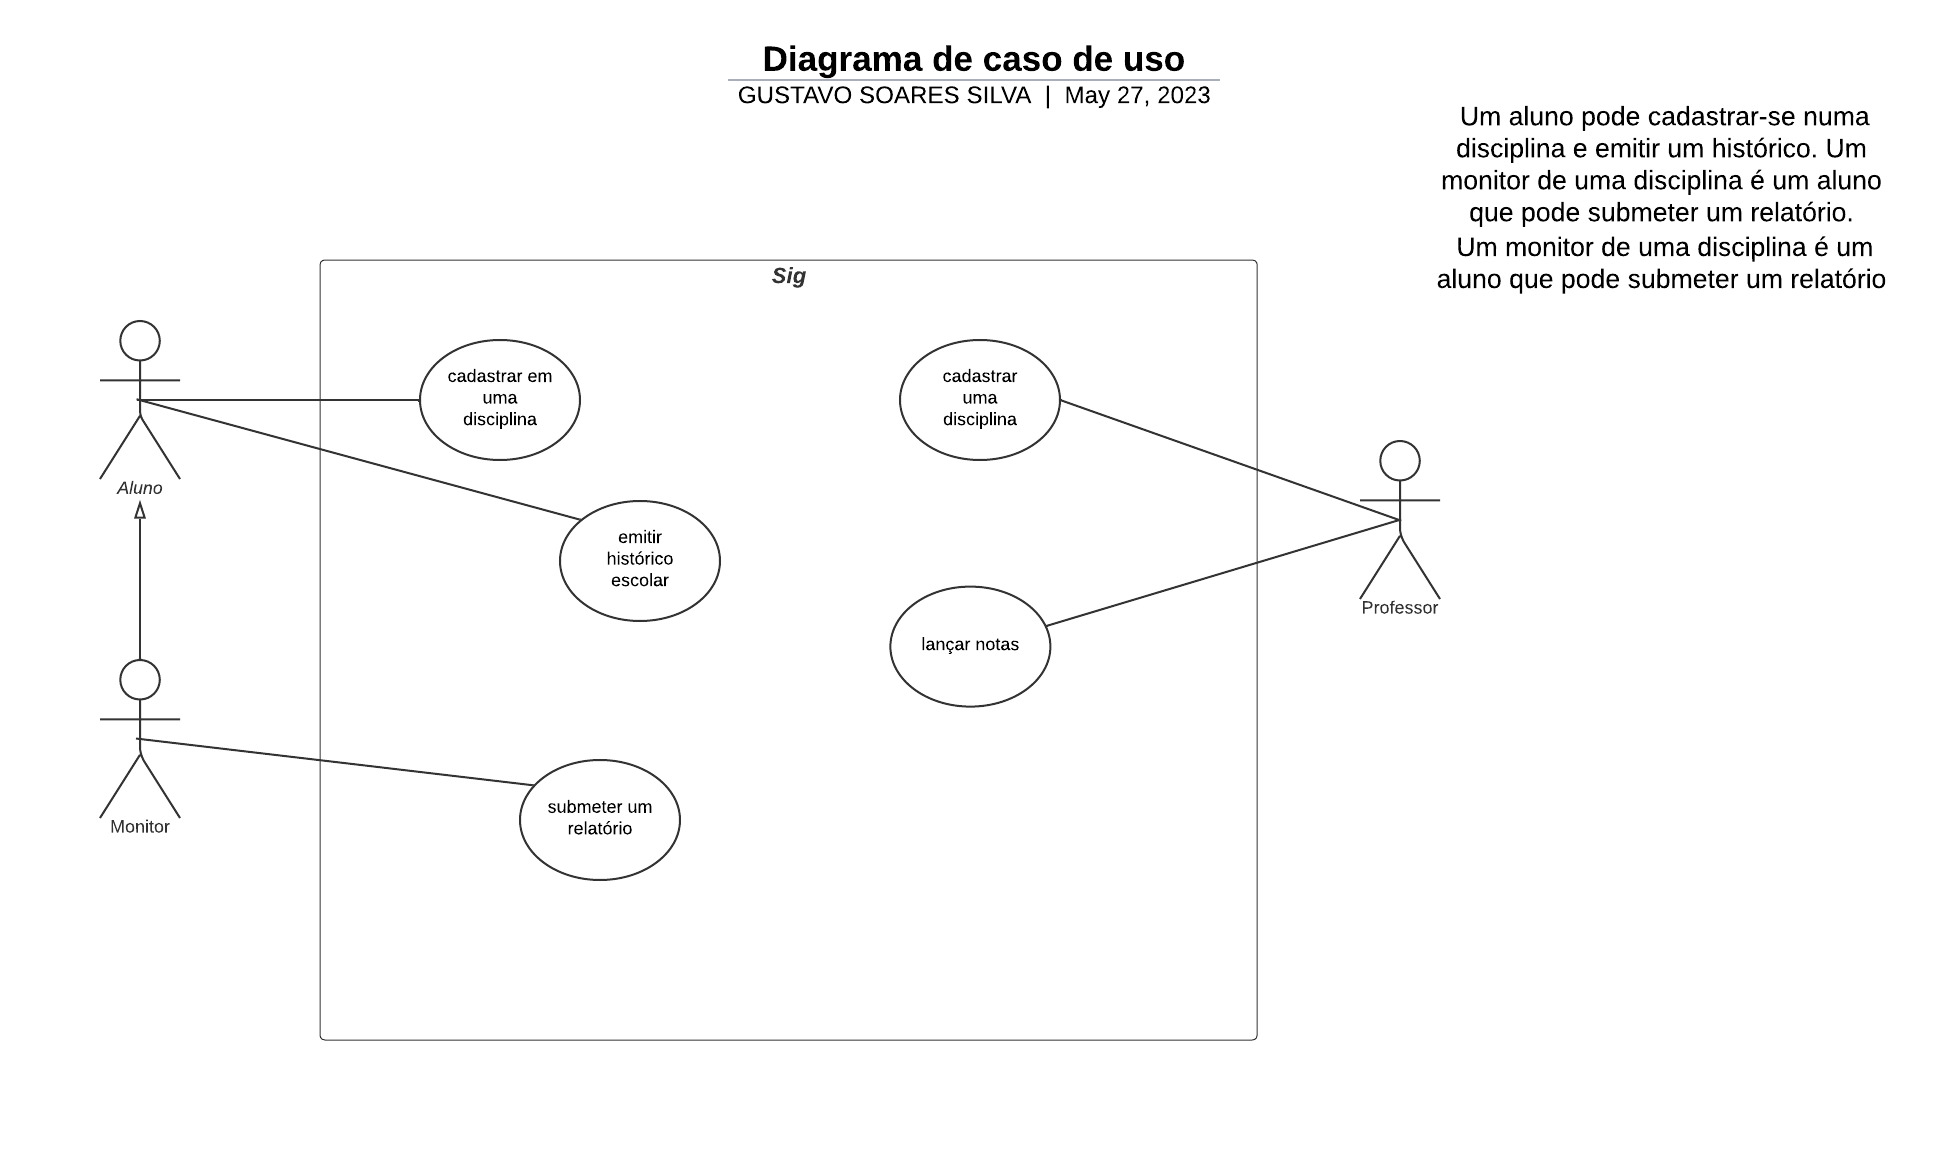 Diagrama de caso de uso
GUSTAVO SOARES SILVA | May 27, 2023
Um aluno pode cadastrar-se numa
disciplina e emitir um histórico. Um
monitor de uma disciplina é um aluno
que pode submeter um relatório.
Um monitor de uma disciplina é um
aluno que pode submeter um relatório
Sig
cadastrar em
uma
disciplina
cadastrar
uma
disciplina
Aluno
emitir
histórico
escolar
Professor
lançar notas
submeter um
relatório
Monitor